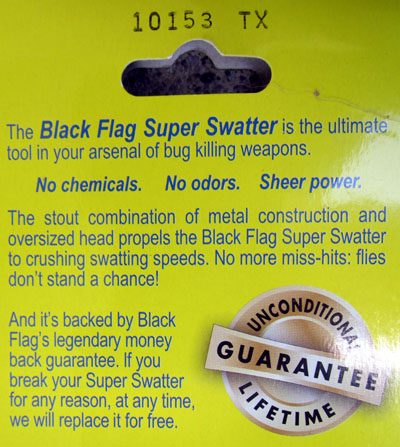 10153 TX
The Black Flag Super Swatter is the ultimate
tool in your arsenal of bug killing weapons.
No chemicals. No odors. Sheer power.
The stout combination of metal construction and
oversized head propels the Black Flag Super Swatter
to crushing swatting speeds. No more miss-hits: flies
don't stand a chance!
And it's backed by Black
Flag's legendary money
back guarantee. If you
break your Super Swatter
for any reason, at any time,
we will replace it for free.
UNCONDITIONAL
GUARANTEE
LIFETIME